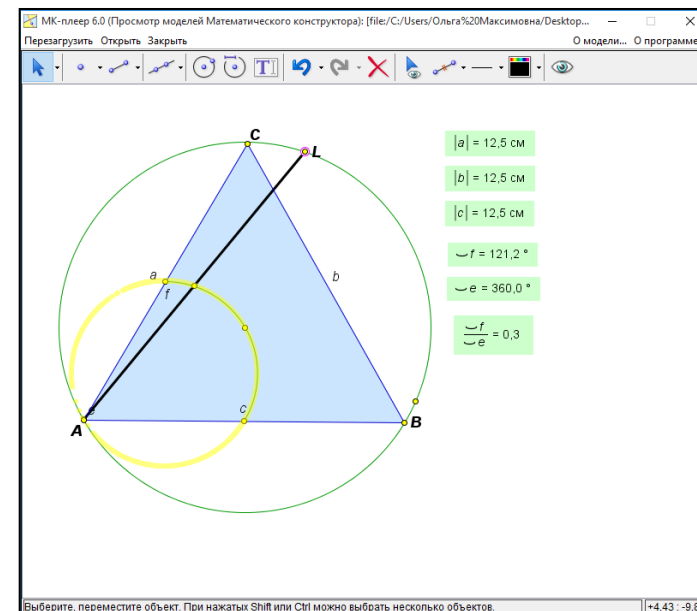 МК-плеер 6.0 (Просмотр моделей Математического конструктора): [file:/C:/Users/Ольга%20Максимовна/Desktop...
Перезагрузить Открыть Закрыть О модели... О программе
T
C
L
|a| = 12,5 см
|b| = 12,5 см
|c| = 12,5 см
a
b
f
⌣f = 121,2 °
⌣e = 360,0 °
⌣f
⌣e = 0,3
e
c
A
B
Выберите, переместите объект. При нажатых Shift или Ctrl можно выбрать несколько объектов.